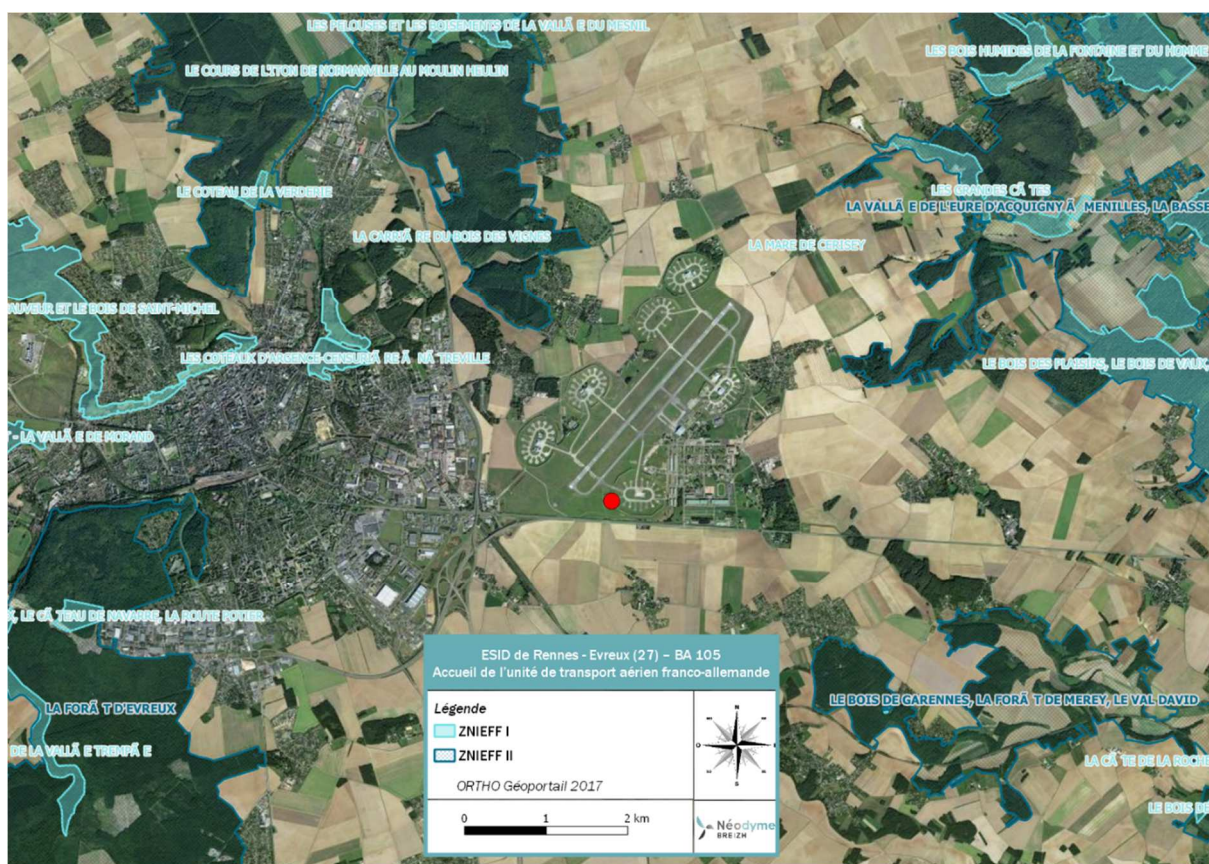 LES PELOUSES ET LES BOISEMENTS DE LA VALLÃ E DU MESNIL
LES BOIS HUMIDES DE LA FONTAINE ET DU HOMME
LE COURS DE L'ITON DE NORMANVILLE AU MOULIN HEULIN
LE COTEAU DE LA VERDERIE
LES GRANDES CÃ TES
LA VALLÃ E DE L'EURE D'ACQUIGNY Ã MENILLES, LA BASSE
LA CARRIÃ RE DU BOIS DES VIGNES
LA MARE DE CERISEY
AUVEUR ET LE BOIS DE SAINT-MICHEL
LES COTEAUX D'ARGENCE-CENSURIÃ RE Ã NÃ TREVILLE
LE BOIS DES PLAISIRS, LE BOIS DE VAUX,
T - LA VALLÃ E DE MORAND
X, LE CÃ TEAU DE NAVARRE, LA ROUTE POTIER
LA FORÃ T D'EVREUX
DE LA VALLÃ E TREMPÃ E
LE BOIS DE GARENNES, LA FORÃ T DE MEREY, LE VAL DAVID
LA CÃ TE DE LA ROCHE
LE BOIS DE
ESID de Rennes - Evreux (27) – BA 105
Accueil de l'unité de transport aérien franco-allemande
Légende
ZNIEFF I
ZNIEFF II
ORTHO Géoportail 2017
0 1 2 km
N
O
E
S
Néodyme
BREIZH